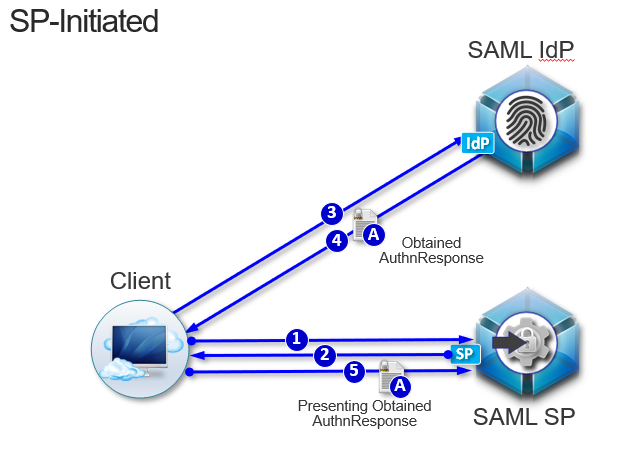 SP-Initiated
SAML IdP
IdP
3
A
4
Obtained
AuthnResponse
Client
1
2
SP
5
A
Presenting Obtained
AuthnResponse
SAML SP